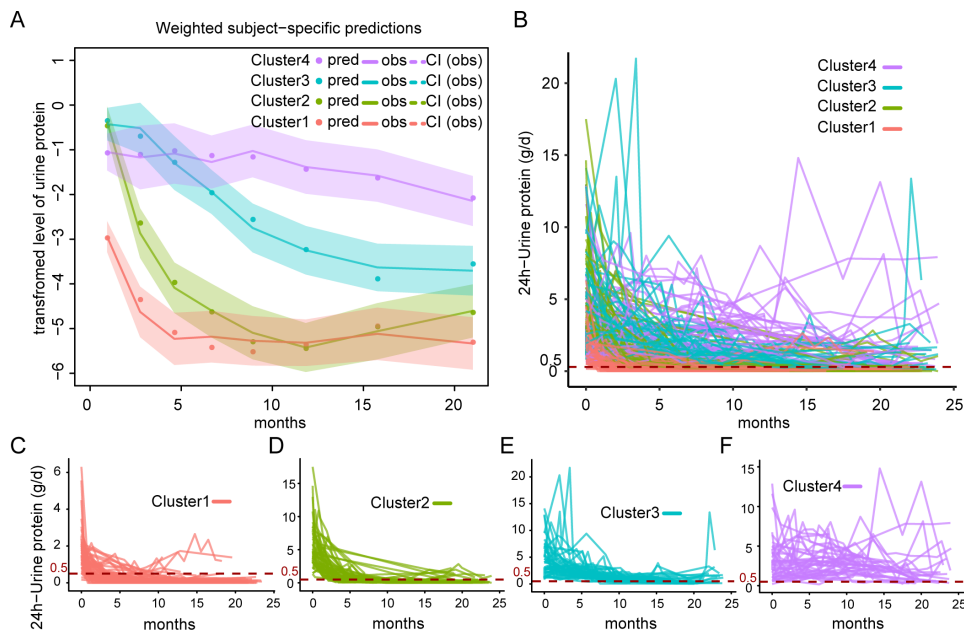 A
Weighted subject−specific predictions
Cluster4 pred obs CI (obs)
Cluster3 pred obs CI (obs)
Cluster2 pred obs CI (obs)
Cluster1 pred obs CI (obs)
transfromed level of urine protein
1
0
−1
−2
−3
−4
−5
−6
0 5 10 15 20
months
B
Cluster4
Cluster3
Cluster2
Cluster1
24h−Urine protein (g/d)
20
15
10
5
0.5
0
0 5 10 15 20 25
months
C
Cluster1
24h−Urine protein (g/d)
6
4
2
0.5
0
0 5 10 15 20 25
months
D
Cluster2
15
10
5
0.5
0
0 5 10 15 20 25
months
E
Cluster3
20
15
10
5
0.5
0
0 5 10 15 20 25
months
F
Cluster4
15
10
5
0.5
0
0 5 10 15 20 25
months